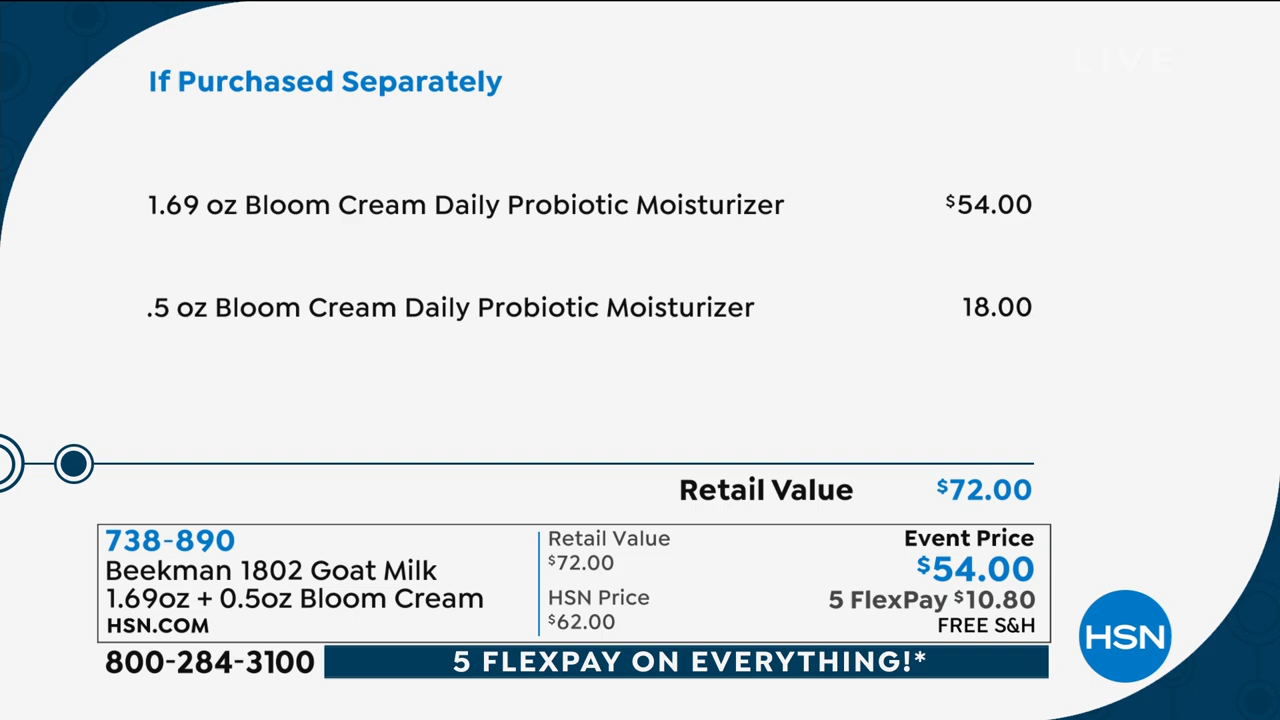 LIVE
If Purchased Separately
1.69 oz Bloom Cream Daily Probiotic Moisturizer $54.00
.5 oz Bloom Cream Daily Probiotic Moisturizer 18.00
Retail Value $72.00
738-890
Beekman 1802 Goat Milk
1.69oz + 0.5oz Bloom Cream
HSN.COM
Retail Value
$72.00
HSN Price
$62.00
Event Price
$54.00
5 FlexPay $10.80
FREE S&H
HSN
800-284-3100 5 FLEXPAY ON EVERYTHING!*